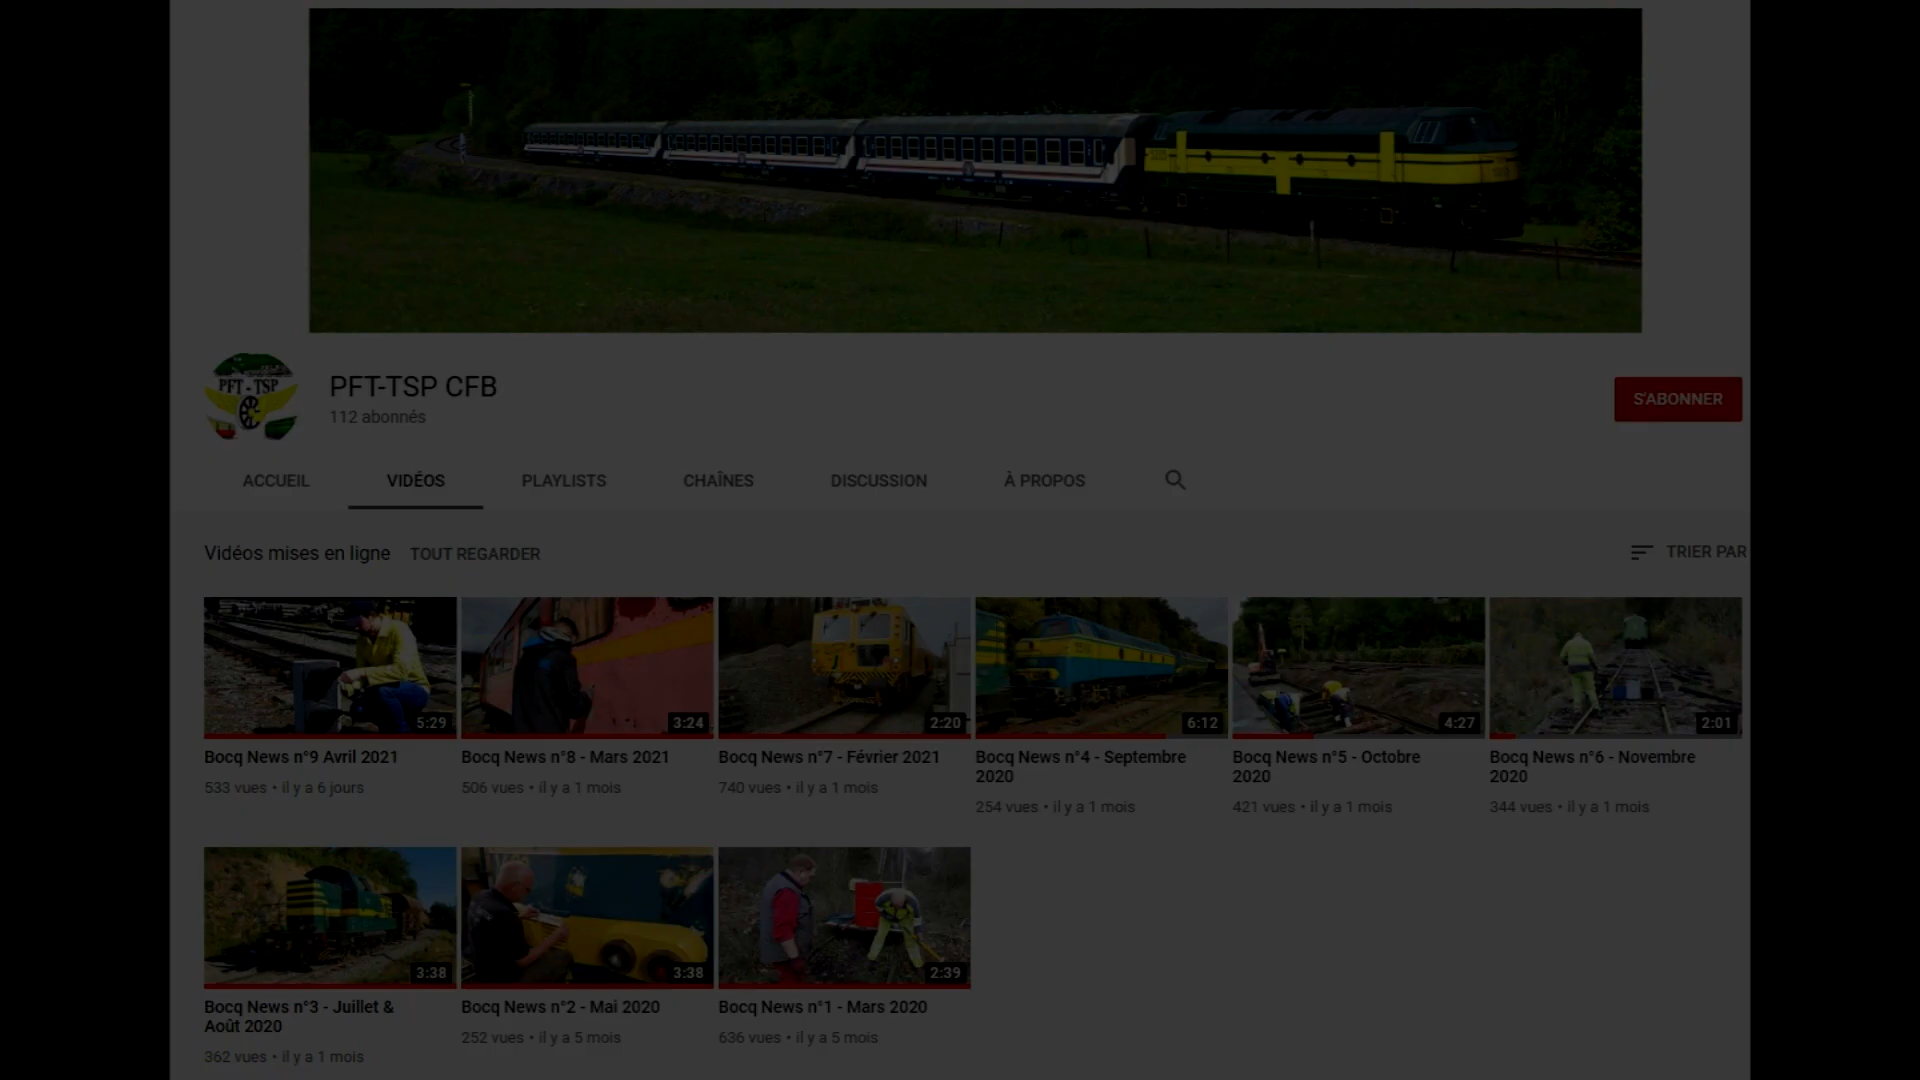 PFT - TSP
PFT-TSP CFB
112 abonnés
S'ABONNER
ACCUEIL
VIDÉOS
PLAYLISTS
CHAÎNES
DISCUSSION
À PROPOS
Vidéos mises en ligne
TOUT REGARDER
TRIER PAR
5:29
3:24
2:20
6:12
4:27
2:01
Bocq News n°9 Avril 2021
533 vues • il y a 6 jours
Bocq News n°8 - Mars 2021
506 vues • il y a 1 mois
Bocq News n°7 - Février 2021
740 vues • il y a 1 mois
Bocq News n°4 - Septembre
2020
254 vues • il y a 1 mois
Bocq News n°5 - Octobre
2020
421 vues • il y a 1 mois
Bocq News n°6 - Novembre
2020
344 vues • il y a 1 mois
3:38
3:38
2:39
Bocq News n°3 - Juillet &
Août 2020
362 vues • il y a 1 mois
Bocq News n°2 - Mai 2020
252 vues • il y a 5 mois
Bocq News n°1 - Mars 2020
636 vues • il y a 5 mois